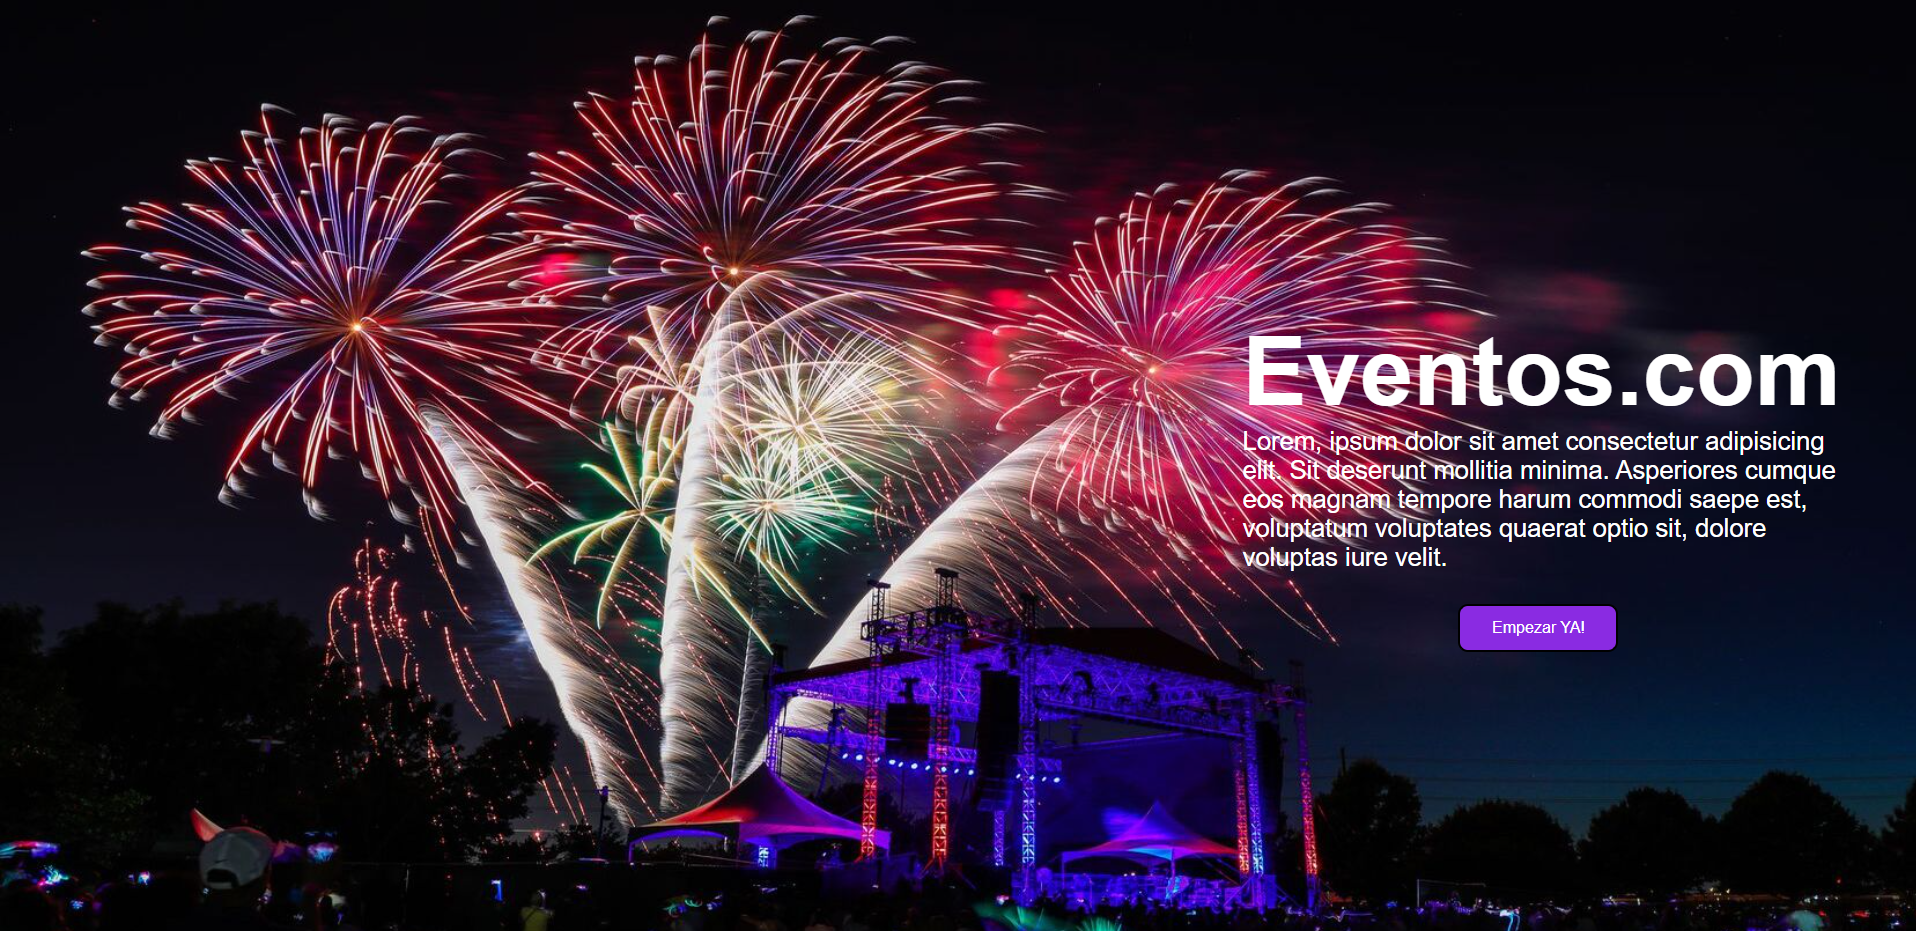 Eventos.com
Lorem, ipsum dolor sit amet consectetur adipisicing
elit. Sit deserunt mollitia minima. Asperiores cumque
eos magnam tempore harum commodi saepe est,
voluptatum voluptates quaerat optio sit, dolore
voluptas iure velit.
Empezar YA!